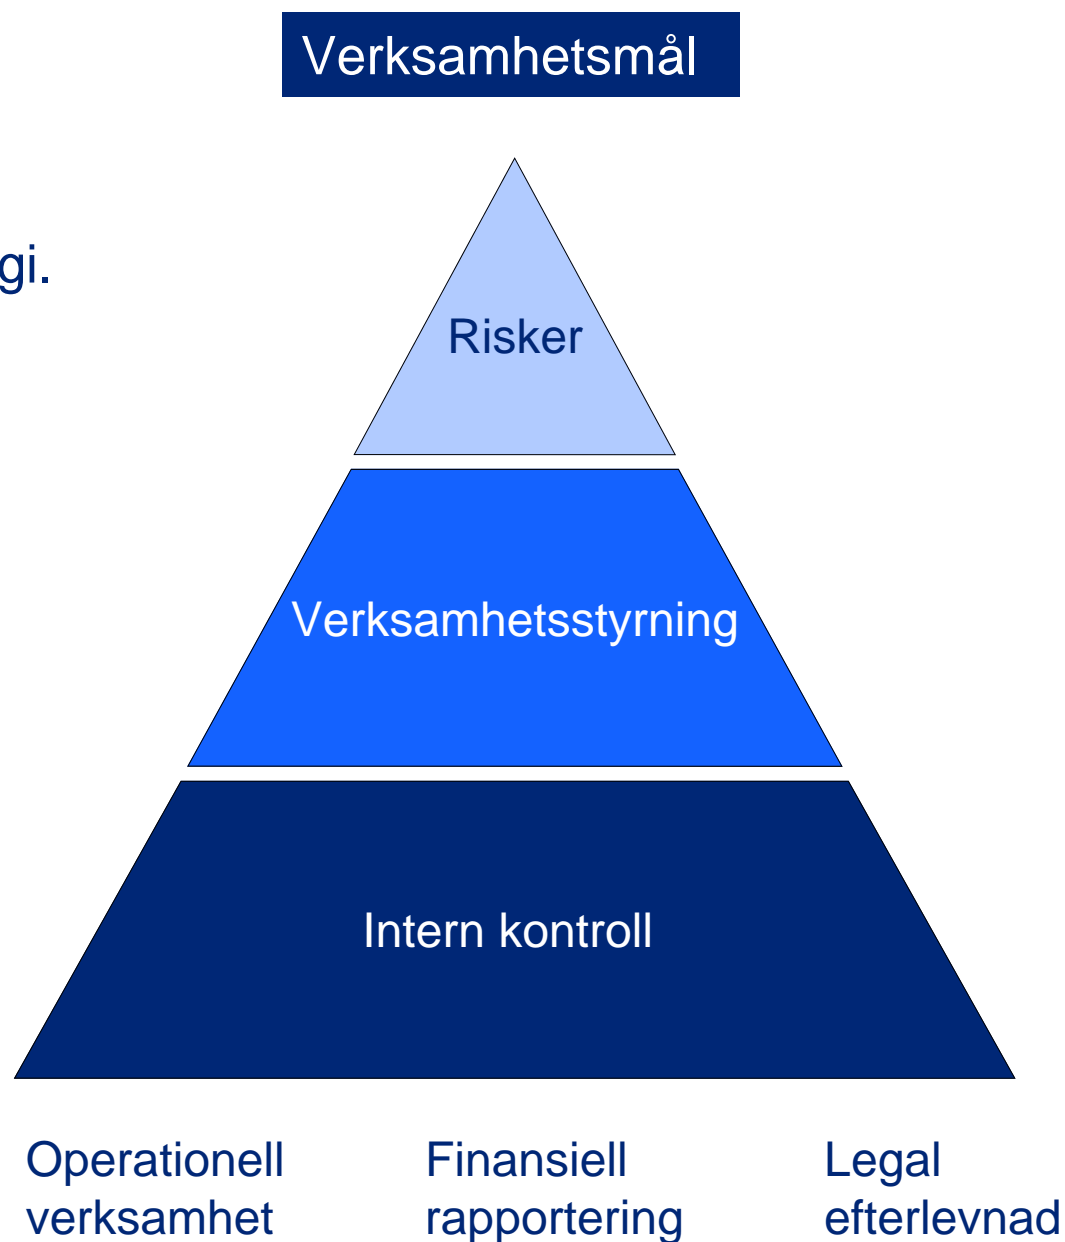 Verksamhetsmål
gi.
Risker
Verksamhetsstyrning
Intern kontroll
Operationell
verksamhet
Finansiell
rapportering
Legal
efterlevnad